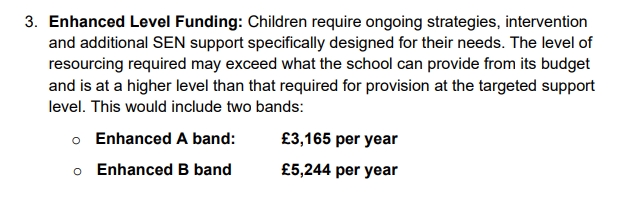 3. Enhanced Level Funding: Children require ongoing strategies, intervention
and additional SEN support specifically designed for their needs. The level of
resourcing required may exceed what the school can provide from its budget
and is at a higher level than that required for provision at the targeted support
level. This would include two bands:
o Enhanced A band: £3,165 per year
o Enhanced B band £5,244 per year